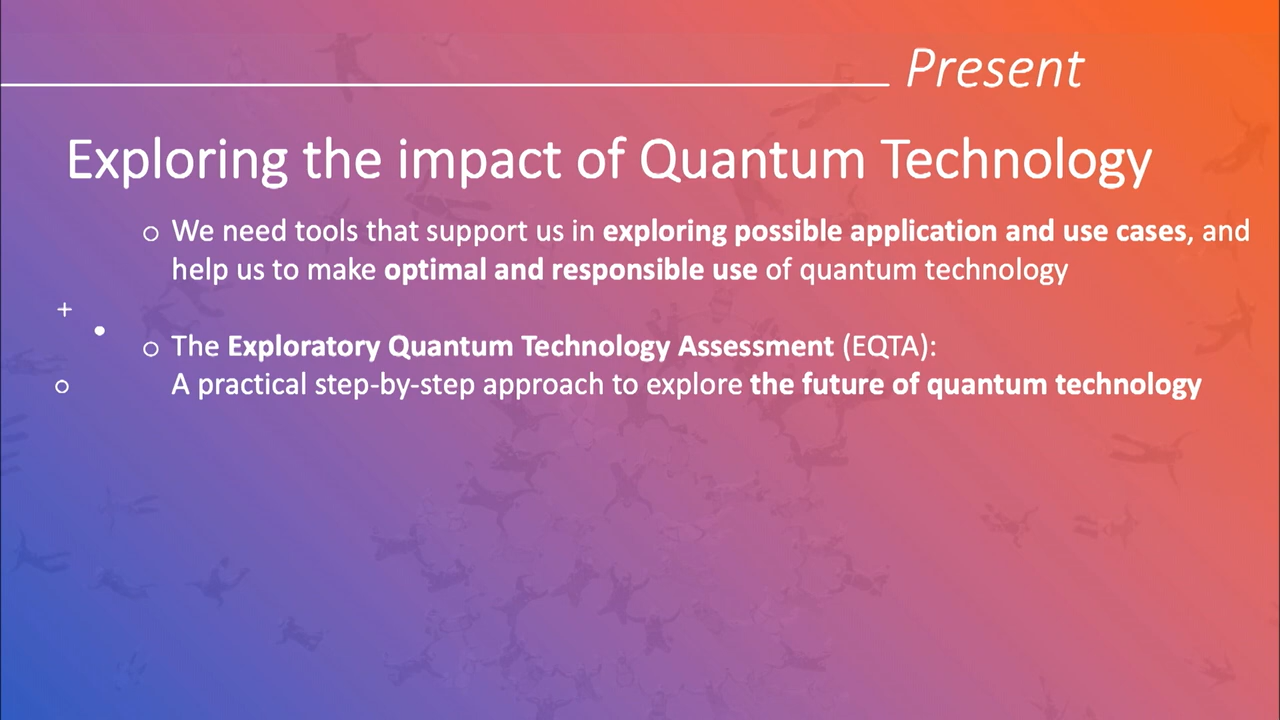 Present
Exploring the impact of Quantum Technology
We need tools that support us in exploring possible application and use cases, and
help us to make optimal and responsible use of quantum technology
The Exploratory Quantum Technology Assessment (EQTA):
A practical step-by-step approach to explore the future of quantum technology